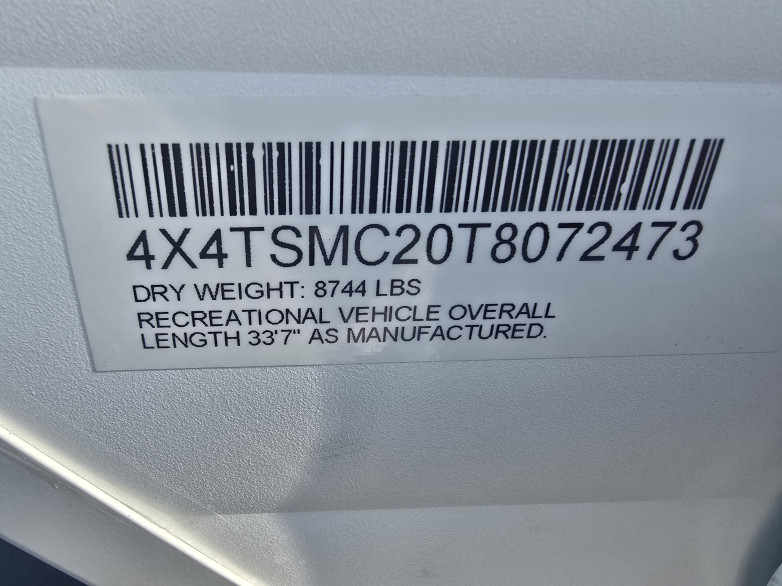 4X4TSMC20T8072473
DRY WEIGHT: 8744 LBS
RECREATIONAL VEHICLE OVERALL
LENGTH 33'7" AS MANUFACTURED.